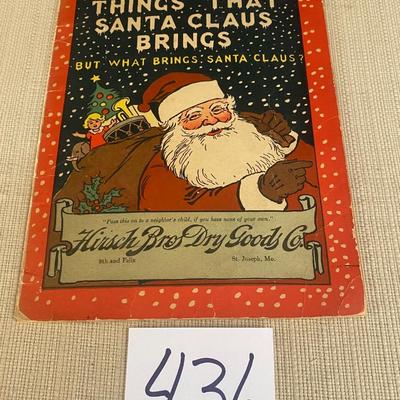 THINGS THAT
SANTA CLAUS
BRINGS
BUT WHAT BRINGS SANTA CLAUS?
"Pass this on to a neighbor's child, if you have none of your own."
Hirsch Bros Dry Goods Co.
8th and Felix St. Joseph, Mo.
431